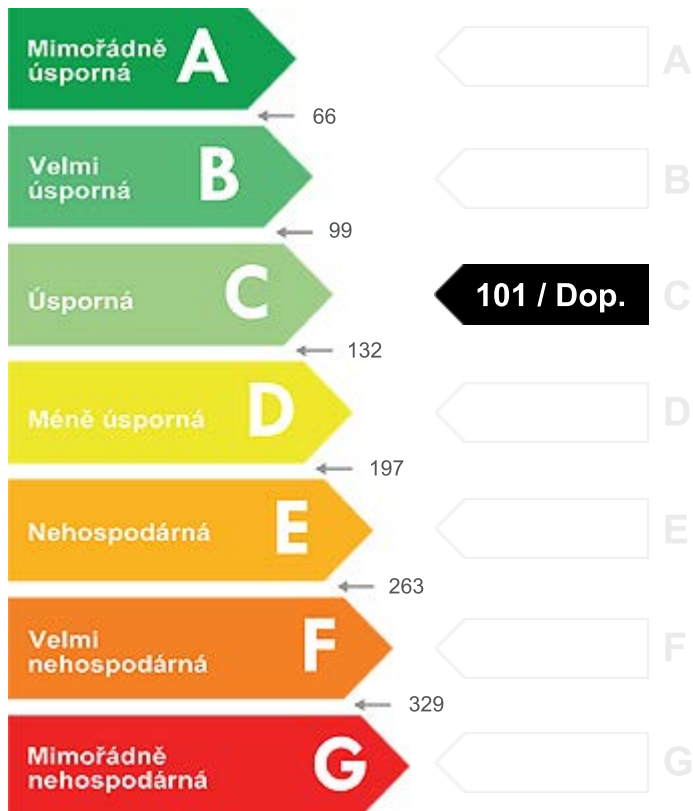 Mimořádně
úsporná
A
A
66
Velmi
úsporná
B
B
99
Úsporná
C
101 / Dop.
C
132
Méně úsporná
D
D
197
Nehospodárná
E
E
263
Velmi
nehospodárná
F
F
329
Mimořádně
nehospodárná
G
G